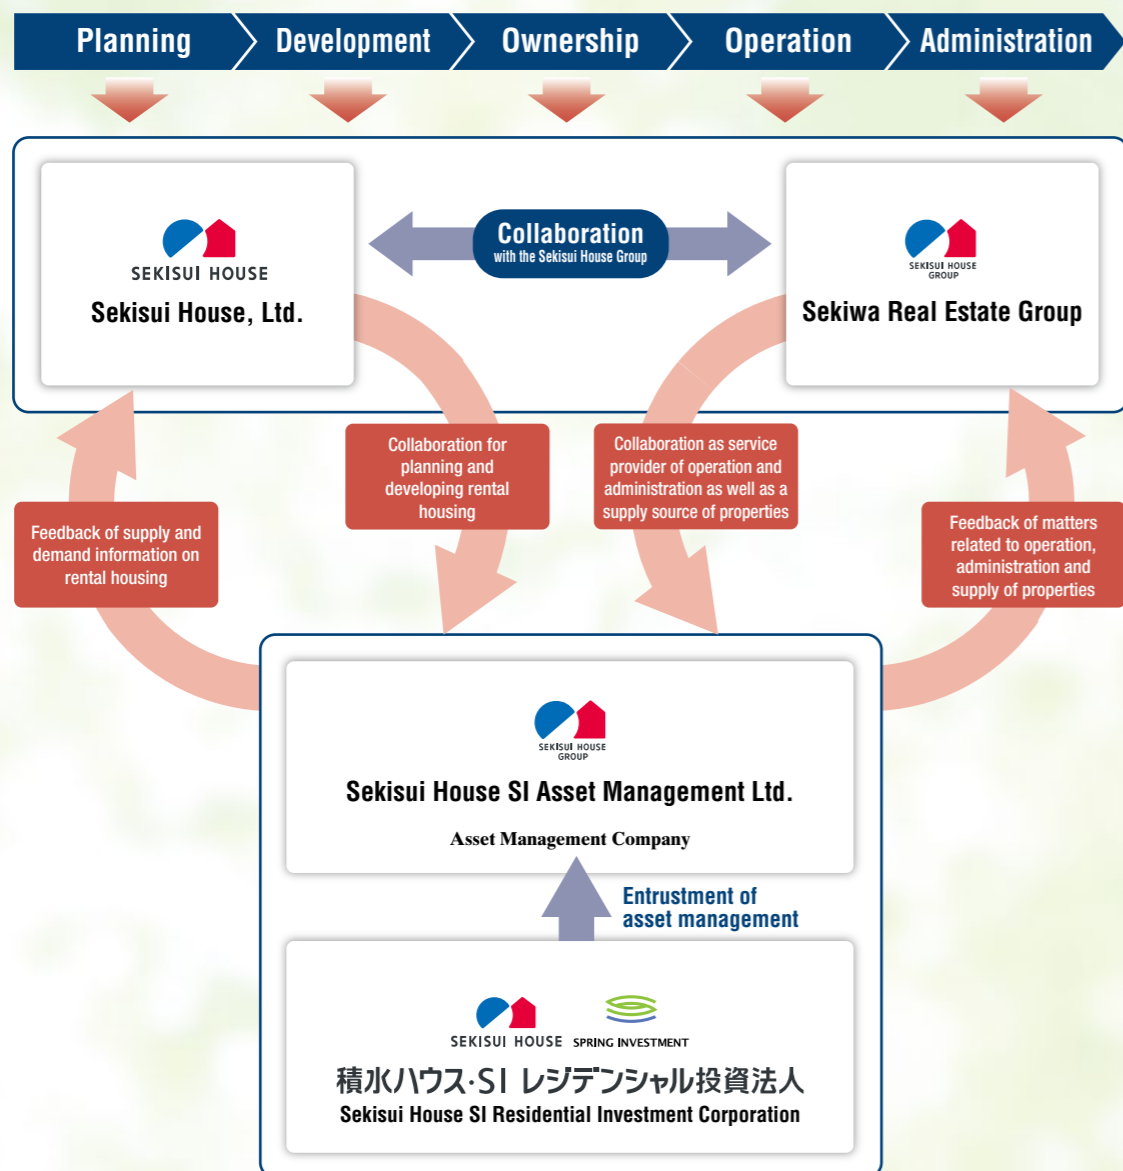 Planning
Development
Ownership
Operation
Administration
SEKISUI HOUSE
Sekisui House, Ltd.
Collaboration
with the Sekisui House Group
SEKISUI HOUSE
GROUP
Sekiwa Real Estate Group
Feedback of supply and
demand information on
rental housing
Collaboration for
planning and
developing rental
housing
Collaboration as service
provider of operation and
administration as well as a
supply source of properties
Feedback of matters
related to operation,
administration and
supply of properties
SEKISUI HOUSE
GROUP
Sekisui House SI Asset Management Ltd.
Asset Management Company
Entrustment of
asset management
SEKISUI HOUSE
SPRING INVESTMENT
積水ハウス·SI レジデンシャル投資法人
Sekisui House SI Residential Investment Corporation